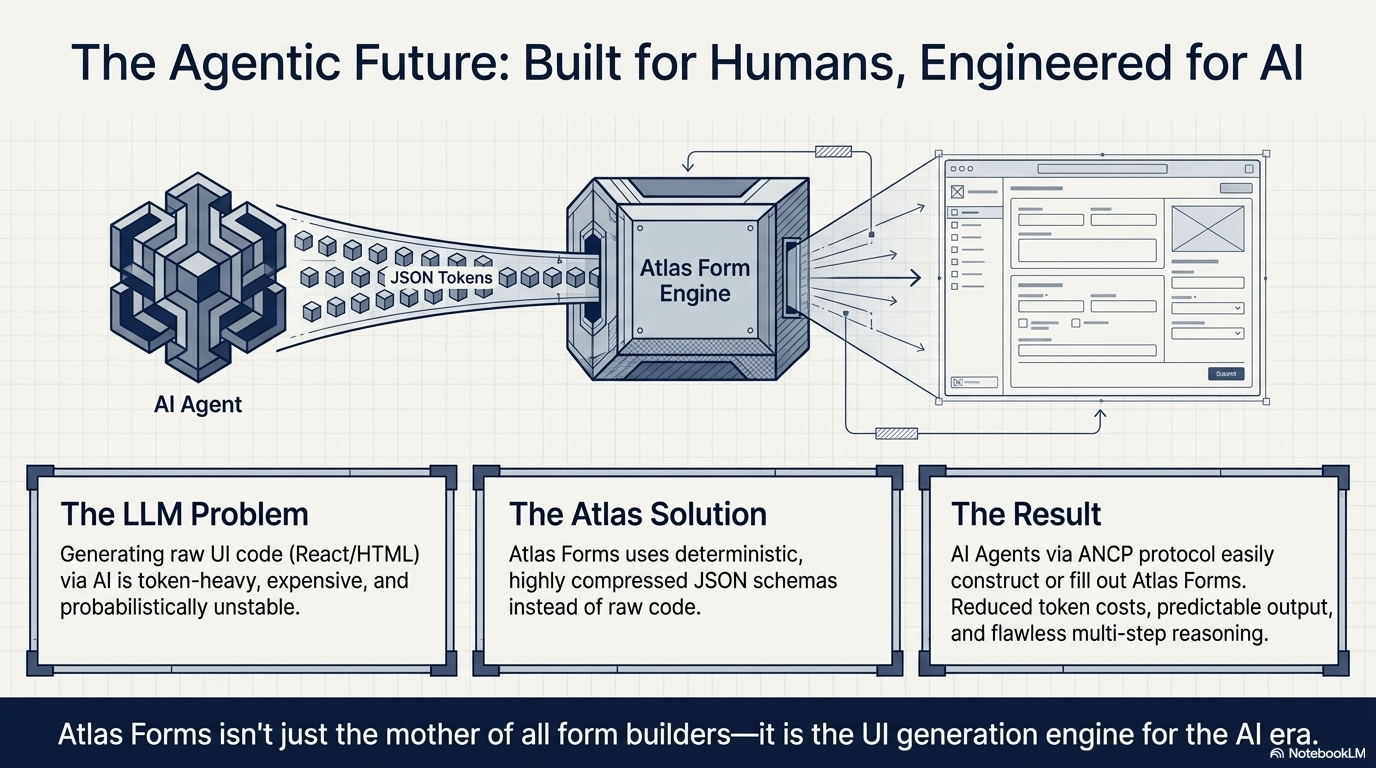 The Agentic Future: Built for Humans, Engineered for AI
JSON Tokens
Atlas Form
Engine
AI Agent
Submit
The LLM Problem
Generating raw UI code (React/HTML)
via AI is token-heavy, expensive, and
probabilistically unstable.
The Atlas Solution
Atlas Forms uses deterministic,
highly compressed JSON schemas
instead of raw code.
The Result
AI Agents via ANCP protocol easily
construct or fill out Atlas Forms.
Reduced token costs, predictable output,
and flawless multi-step reasoning.
Atlas Forms isn't just the mother of all form builders—it is the UI generation engine for the AI era.
NotebookLM